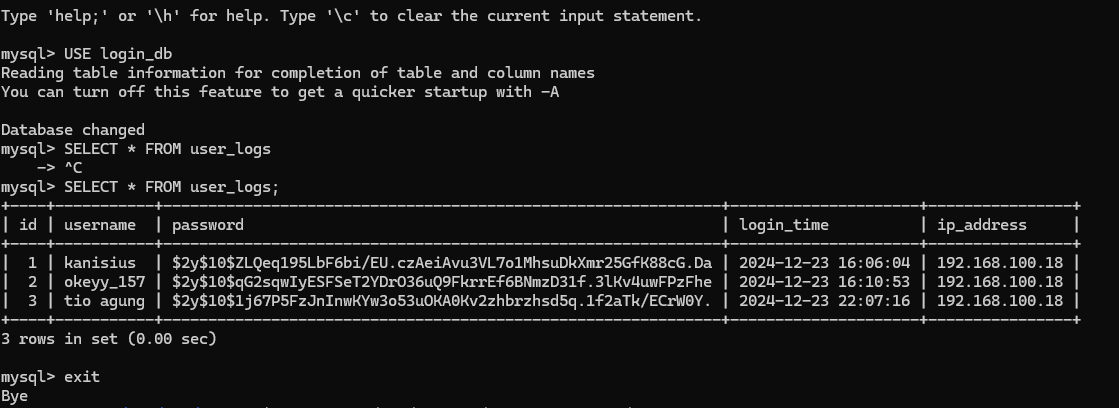 Type 'help;' or '\h' for help. Type '\c' to clear the current input statement.
mysql> USE login_db
Reading table information for completion of table and column names
You can turn off this feature to get a quicker startup with -A
Database changed
mysql> SELECT * FROM user_logs
    -> ^C
mysql> SELECT * FROM user_logs;
+----+-----------+--------------------------------------------------------------+---------------------+----------------+
| id | username  | password                                                     | login_time          | ip_address     |
+----+-----------+--------------------------------------------------------------+---------------------+----------------+
|  1 | kanisius  | $2y$10$ZLQeq195LbF6bi/EU.czAeiAvu3VL7o1MhsuDkXmr25GfK88cG.Da | 2024-12-23 16:06:04 | 192.168.100.18 |
|  2 | okeyy_157 | $2y$10$qG2sqwIyESFSeT2YDrO36uQ9FkrrEf6BNmzD31f.3lKv4uwFPzFhe | 2024-12-23 16:10:53 | 192.168.100.18 |
|  3 | tio agung | $2y$10$1j67P5FzJnInwKYw3o53uOKA0Kv2zhbrzhsd5q.1f2aTk/ECrW0Y. | 2024-12-23 22:07:16 | 192.168.100.18 |
+----+-----------+--------------------------------------------------------------+---------------------+----------------+
3 rows in set (0.00 sec)
mysql> exit
Bye